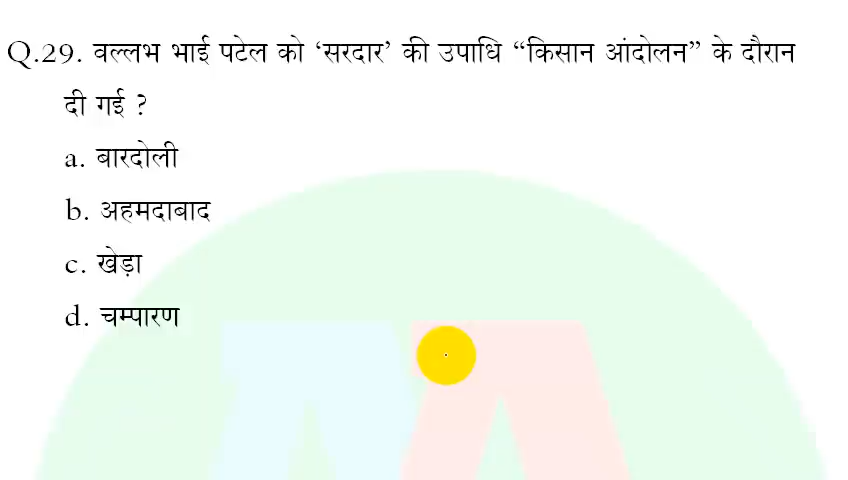 Q.29. वल्लभ भाई पटेल को ‘सरदार’ की उपाधि “किसान आंदोलन” के दौरान
दी गई ?
a. बारदोली
b. अहमदाबाद
c. खेड़ा
d. चम्पारण